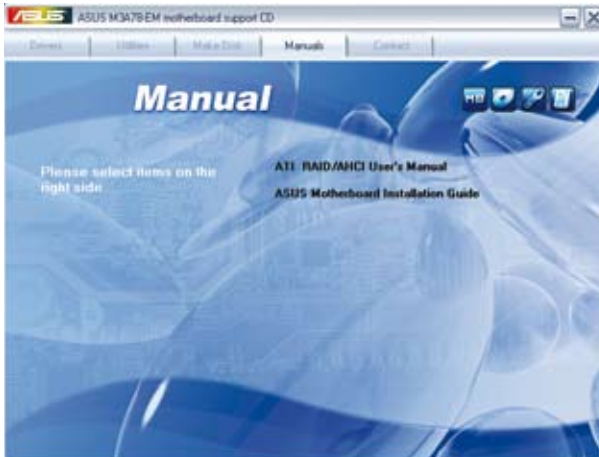 ASUS
ASUS M3A78-EM motherboard support CD
Drivers
Utilities
Make Disk
Manuals
Contact
Manual
Please select items on the
right side
ATI RAID/AHCI User's Manual
ASUS Motherboard Installation Guide